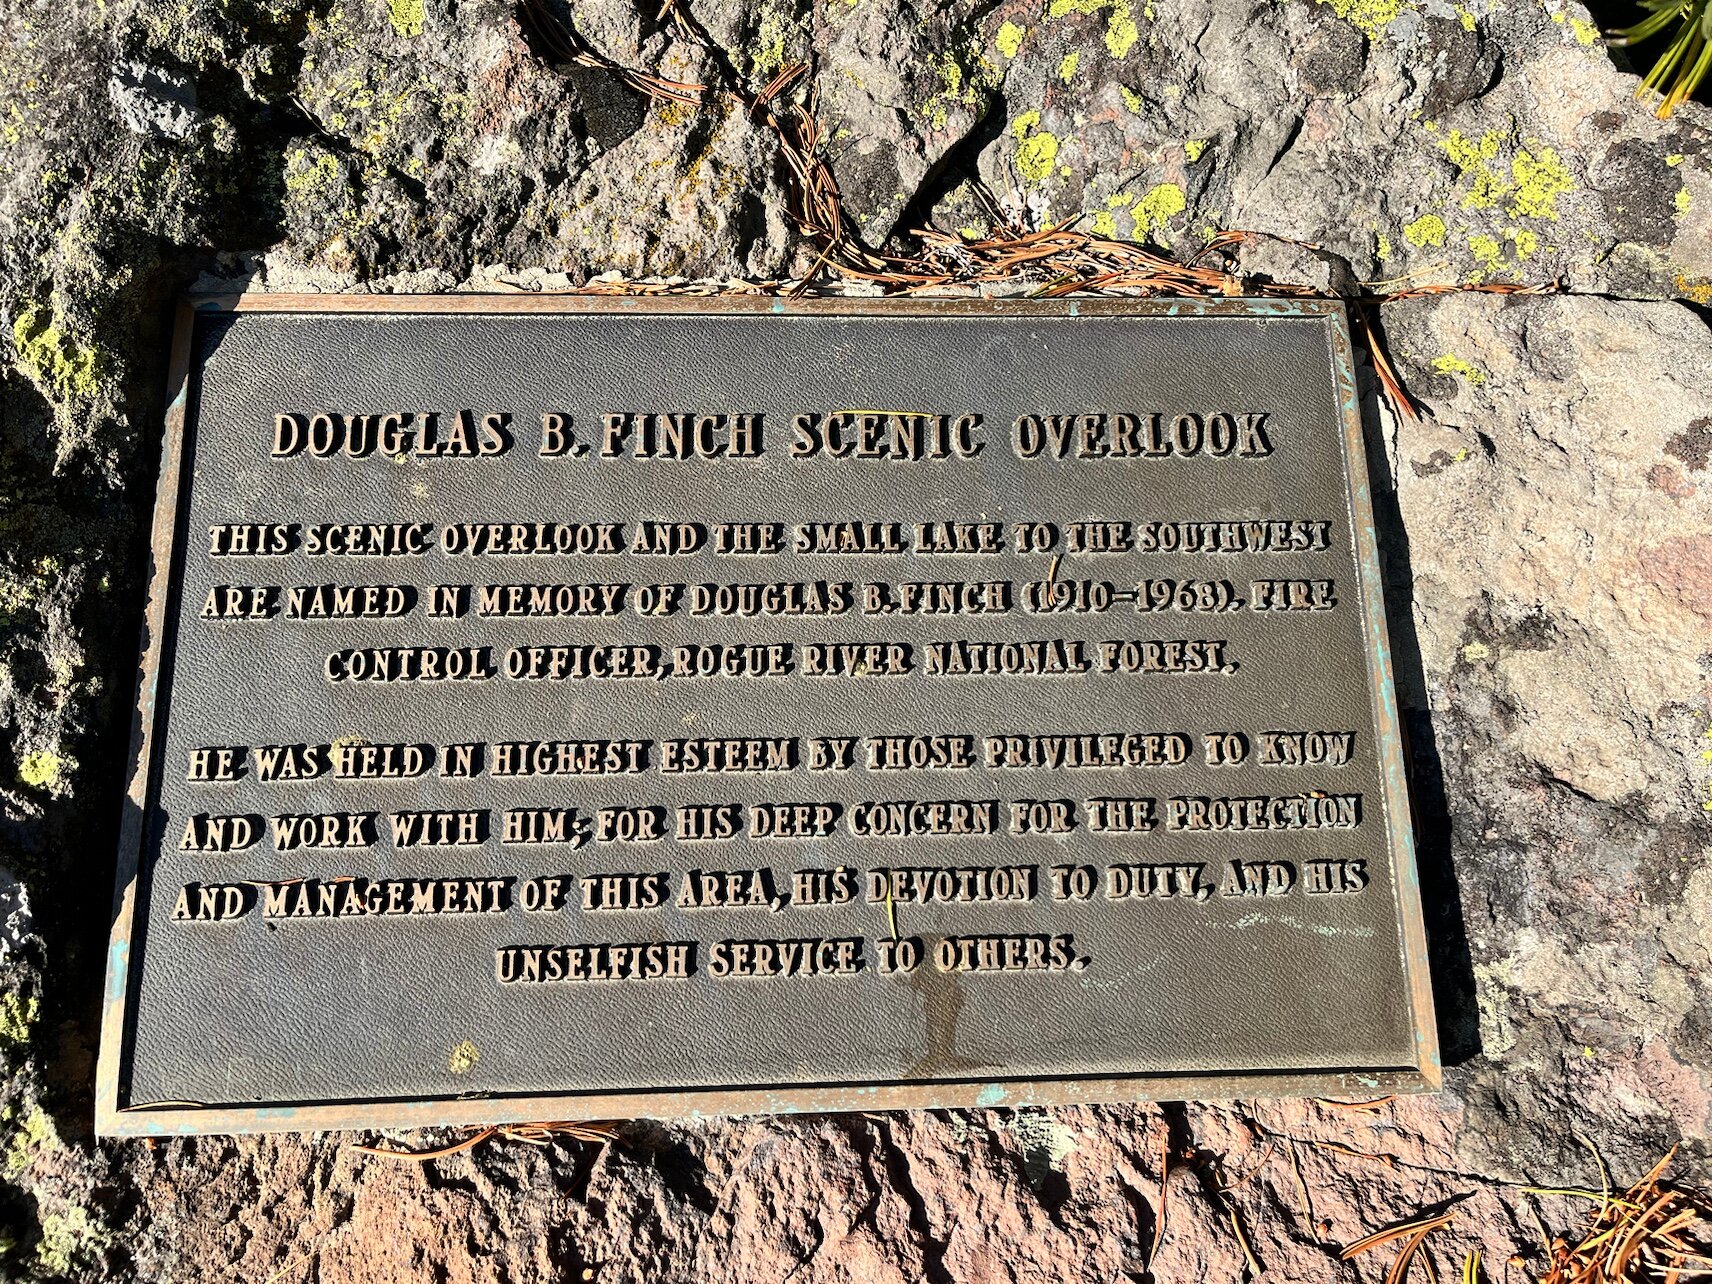 DOUGLAS B. FINCH SCENIC OVERLOOK
THIS SCENIC OVERLOOK AND THE SMALL LAKE TO THE SOUTHWEST
ARE NAMED IN MEMORY OF DOUGLAS B. FINCH (1910-1968). FIRE
CONTROL OFFICER, ROGUE RIVER NATIONAL FOREST.
HE WAS HELD IN HIGHEST ESTEEM BY THOSE PRIVILEGED TO KNOW
AND WORK WITH HIM; FOR HIS DEEP CONCERN FOR THE PROTECTION
AND MANAGEMENT OF THIS AREA, HIS DEVOTION TO DUTY, AND HIS
UNSELFISH SERVICE TO OTHERS.